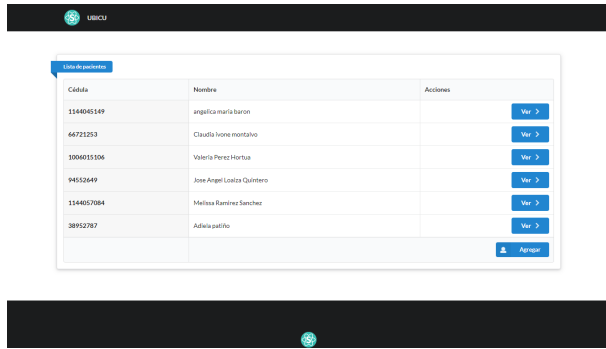 UBICU
Lista de pacientes
Cédula Nombre Acciones
1144045149 angelica maria baron Ver
66721253 Claudia ivone montalvo Ver
1006015106 Valeria Perez Hortua Ver
94552649 Jose Angel Loaiza Quintero Ver
1144057084 Melissa Ramirez Sanchez Ver
38952787 Adiela patiño Ver
Agregar